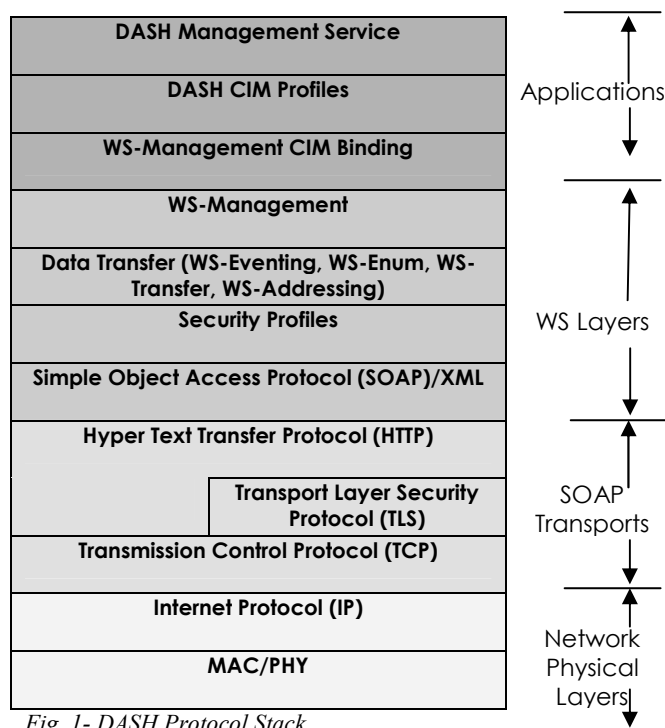 DASH Management Service
DASH CIM Profiles
WS-Management CIM Binding
WS-Management
Data Transfer (WS-Eventing, WS-Enum, WS-
Transfer, WS-Addressing)
Security Profiles
Simple Object Access Protocol (SOAP)/XML
Hyper Text Transfer Protocol (HTTP)
Transport Layer Security
Protocol (TLS)
Transmission Control Protocol (TCP)
Internet Protocol (IP)
MAC/PHY
Applications
WS Layers
SOAP
Transports
Network
Physical
Layers
Fig. 1- DASH Protocol Stack